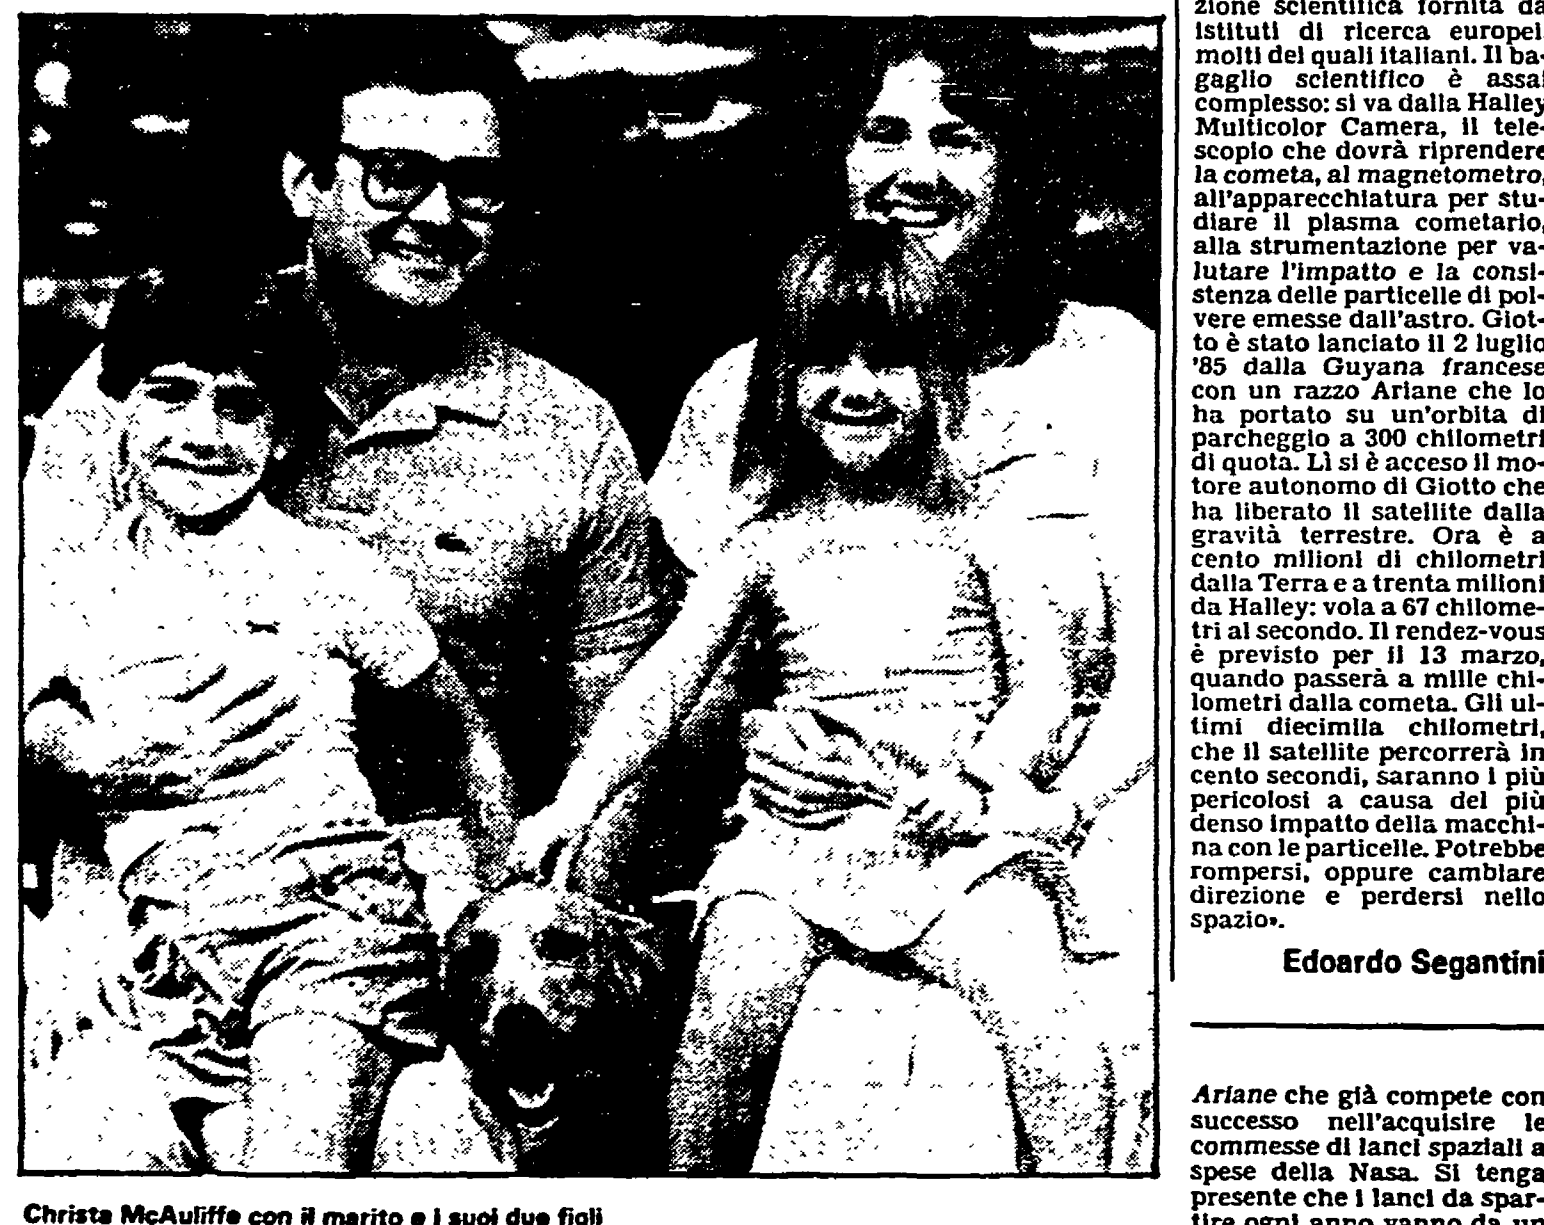 Christa McAuliffe con il marito e i suoi due figli
zione scientifica fornita da
istituti di ricerca europei,
molti dei quali italiani. Il ba-
gaglio scientifico è assai
complesso: si va dalla Halley
Multicolor Camera, il tele-
scopio che dovrà riprendere
la cometa, al magnetometro,
all'apparecchiatura per stu-
diare il plasma cometario,
alla strumentazione per va-
lutare l'impatto e la consi-
stenza delle particelle di pol-
vere emesse dall'astro. Giot-
to è stato lanciato il 2 luglio
'85 dalla Guyana francese
con un razzo Ariane che lo
ha portato su un'orbita di
parcheggio a 300 chilometri
di quota. Lì si è acceso il mo-
tore autonomo di Giotto che
ha liberato il satellite dalla
gravità terrestre. Ora è a
cento milioni di chilometri
dalla Terra e a trenta milioni
da Halley: vola a 67 chilome-
tri al secondo. Il rendez-vous
è previsto per il 13 marzo,
quando passerà a mille chi-
lometri dalla cometa. Gli ul-
timi diecimila chilometri,
che il satellite percorrerà in
cento secondi, saranno i più
pericolosi a causa del più
denso impatto della macchi-
na con le particelle. Potrebbe
rompersi, oppure cambiare
direzione e perdersi nello
spazio».
Edoardo Segantini
Ariane che già compete con
successo nell'acquisire le
commesse di lanci spaziali a
spese della Nasa. Si tenga
presente che i lanci da spar-
tire ogni anno vanno da un